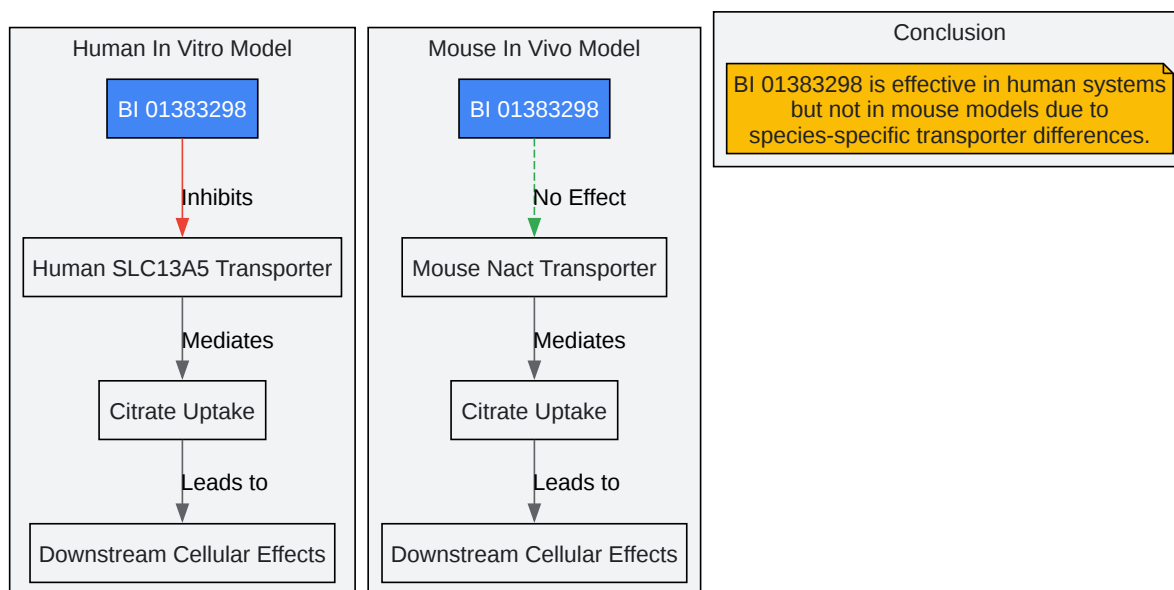 Human In Vitro Model
BI 01383298
Inhibits
Human SLC13A5 Transporter
Mediates
Citrate Uptake
Leads to
Downstream Cellular Effects
Mouse In Vivo Model
BI 01383298
No Effect
Mouse Nact Transporter
Mediates
Citrate Uptake
Leads to
Downstream Cellular Effects
Conclusion
BI 01383298 is effective in human systems
but not in mouse models due to
species-specific transporter differences.